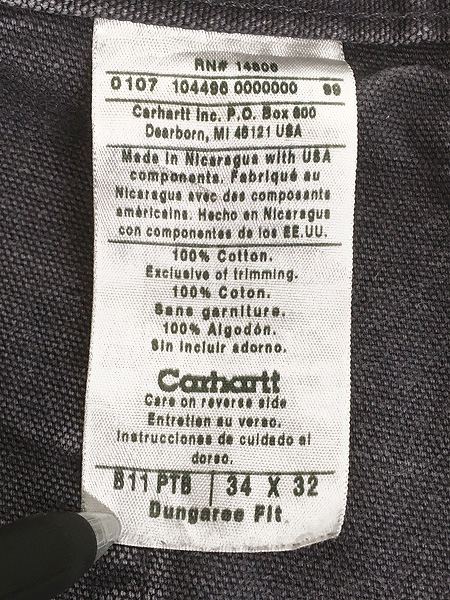 RN# 14806
0107 104496 0000000 99
Carhartt Inc. P.O. Box 600
Dearborn, MI 48121 USA
Made in Nicaragua with USA
components. Fabriqué au
Nicaragua avec des composants
américains. Hecho en Nicaragua
con componentes de los EE.UU.
100% Cotton.
Exclusive of trimming.
100% Coton.
Sans garniture.
100% Algodón.
Sin incluir adorno.
Carhartt
Care on reverse side
Entretien au verso.
Instrucciones de cuidado al
dorso.
B11 PTB 34 X 32
Dungaree Fit